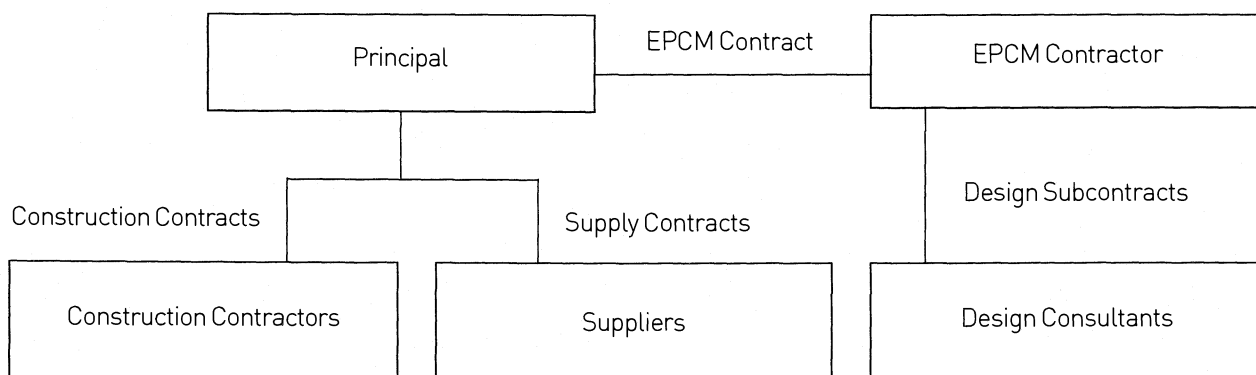 Principal
EPCM Contract
EPCM Contractor
Construction Contracts
Supply Contracts
Design Subcontracts
Construction Contractors
Suppliers
Design Consultants